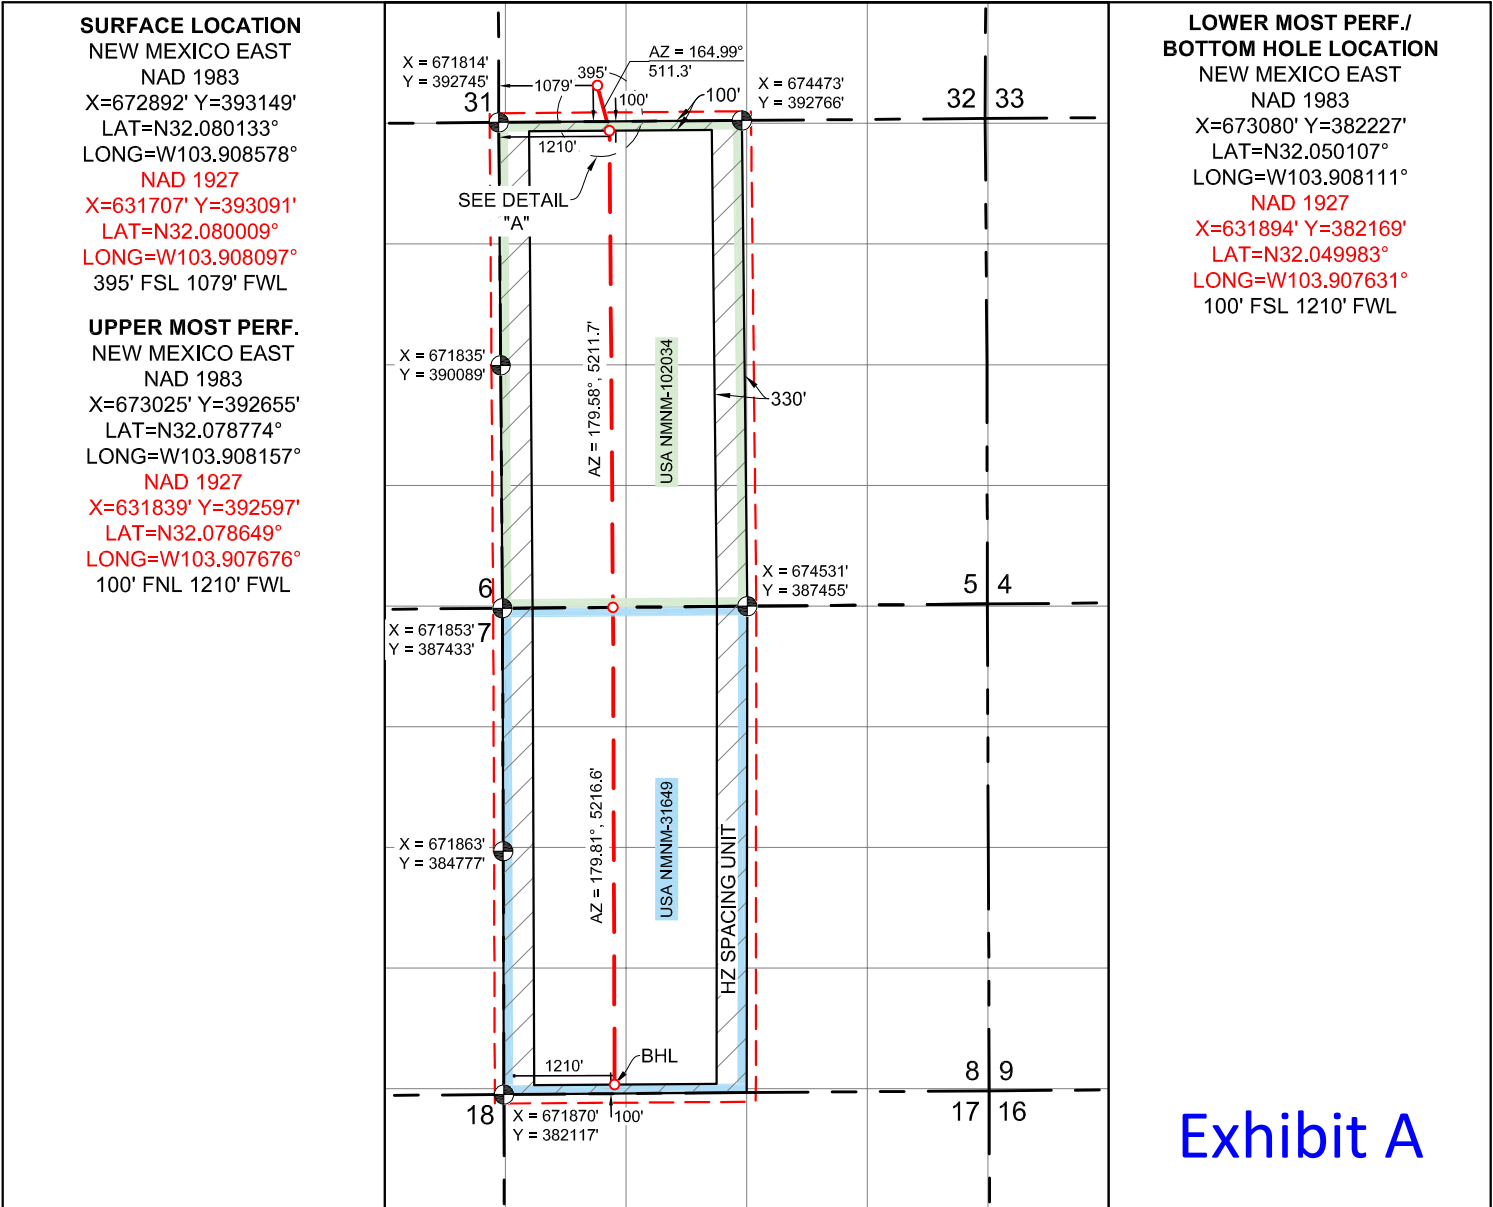 SURFACE LOCATION
NEW MEXICO EAST
NAD 1983
X=672892' Y=393149'
LAT=N32.080133°
LONG=W103.908578°
NAD 1927
X=631707' Y=393091'
LAT=N32.080009°
LONG=W103.908097°
395' FSL 1079' FWL
UPPER MOST PERF.
NEW MEXICO EAST
NAD 1983
X=673025' Y=392655'
LAT=N32.078774°
LONG=W103.908157°
NAD 1927
X=631839' Y=392597'
LAT=N32.078649°
LONG=W103.907676°
100' FNL 1210' FWL
X = 671814'
Y = 392745'
31
1079'
395'
AZ = 164.99°
511.3'
100'
100'
X = 674473'
Y = 392766'
32 33
1210'
SEE DETAIL
"A"
X = 671835'
Y = 390089'
AZ = 179.58°, 5211.7'
USA NMNM-102034
330'
6
7
X = 671853'
Y = 387433'
X = 674531'
Y = 387455'
5 4
X = 671863'
Y = 384777'
AZ = 179.81°, 5216.6'
USA NMNM-31649
HZ SPACING UNIT
1210'
BHL
8 9
18
X = 671870'
Y = 382117'
100'
17 16
LOWER MOST PERF./
BOTTOM HOLE LOCATION
NEW MEXICO EAST
NAD 1983
X=673080' Y=382227'
LAT=N32.050107°
LONG=W103.908111°
NAD 1927
X=631894' Y=382169'
LAT=N32.049983°
LONG=W103.907631°
100' FSL 1210' FWL
Exhibit A